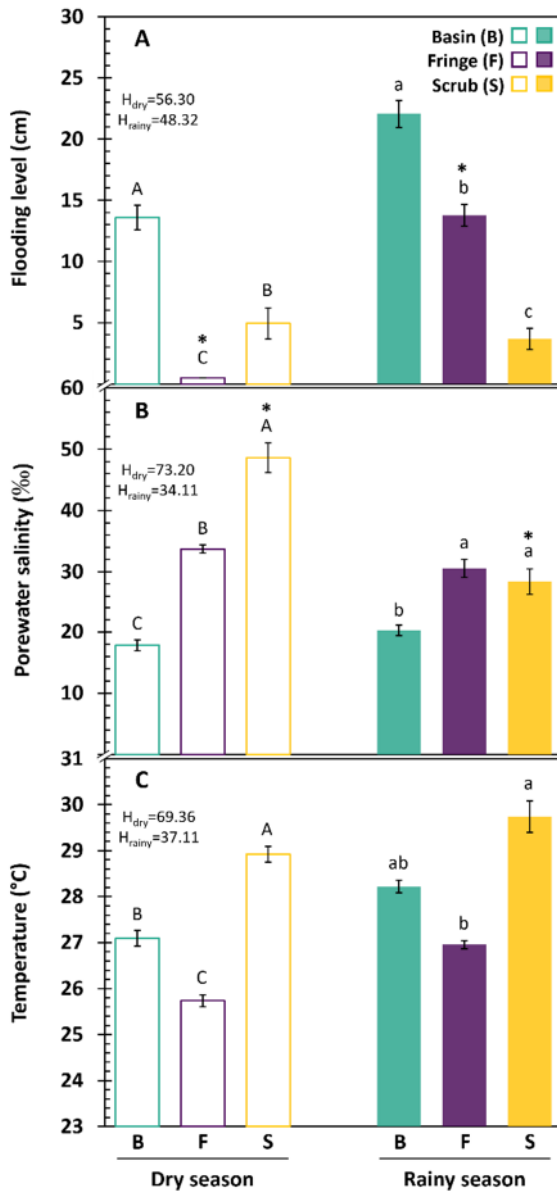 30
A
Basin (B)
Fringe (F)
Scrub (S)
H_dry=56.30
H_rainy=48.32
25
20
15
10
5
Flooding level (cm)
A
*
C
B
a
*
b
c
60
B
H_dry=73.20
H_rainy=34.11
50
40
30
20
10
Porewater salinity (‰)
C
B
*
A
b
a
*
a
31
C
H_dry=69.36
H_rainy=37.11
31
30
29
28
27
26
25
24
23
Temperature (°C)
B
C
A
ab
b
a
B F S B F S
Dry season Rainy season